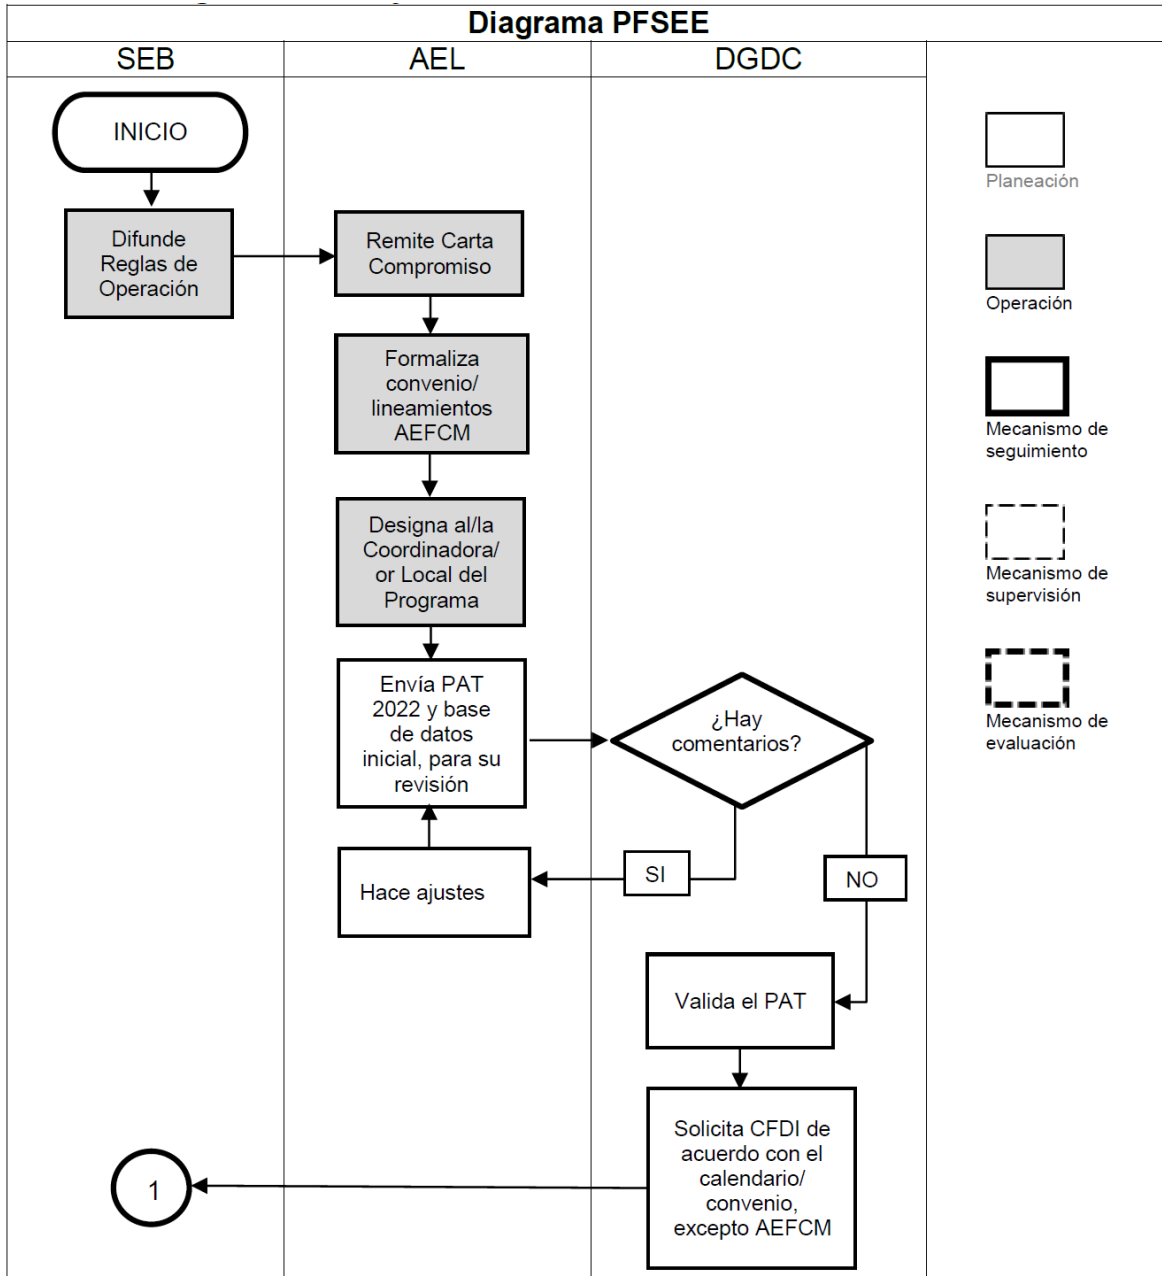 Diagrama PFSEE
SEB
AEL
DGDC
INICIO
Difunde
Reglas de
Operación
Remite Carta
Compromiso
Formaliza
convenio/
lineamientos
AEFCM
Designa al/la
Coordinadora/
or Local del
Programa
Envía PAT
2022 y base
de datos
inicial, para su
revisión
¿Hay
comentarios?
SI
NO
Hace ajustes
Valida el PAT
Solicita CFDI de
acuerdo con el
calendario/
convenio,
excepto AEFCM
1
Planeación
Operación
Mecanismo de
seguimiento
Mecanismo de
supervisión
Mecanismo de
evaluación